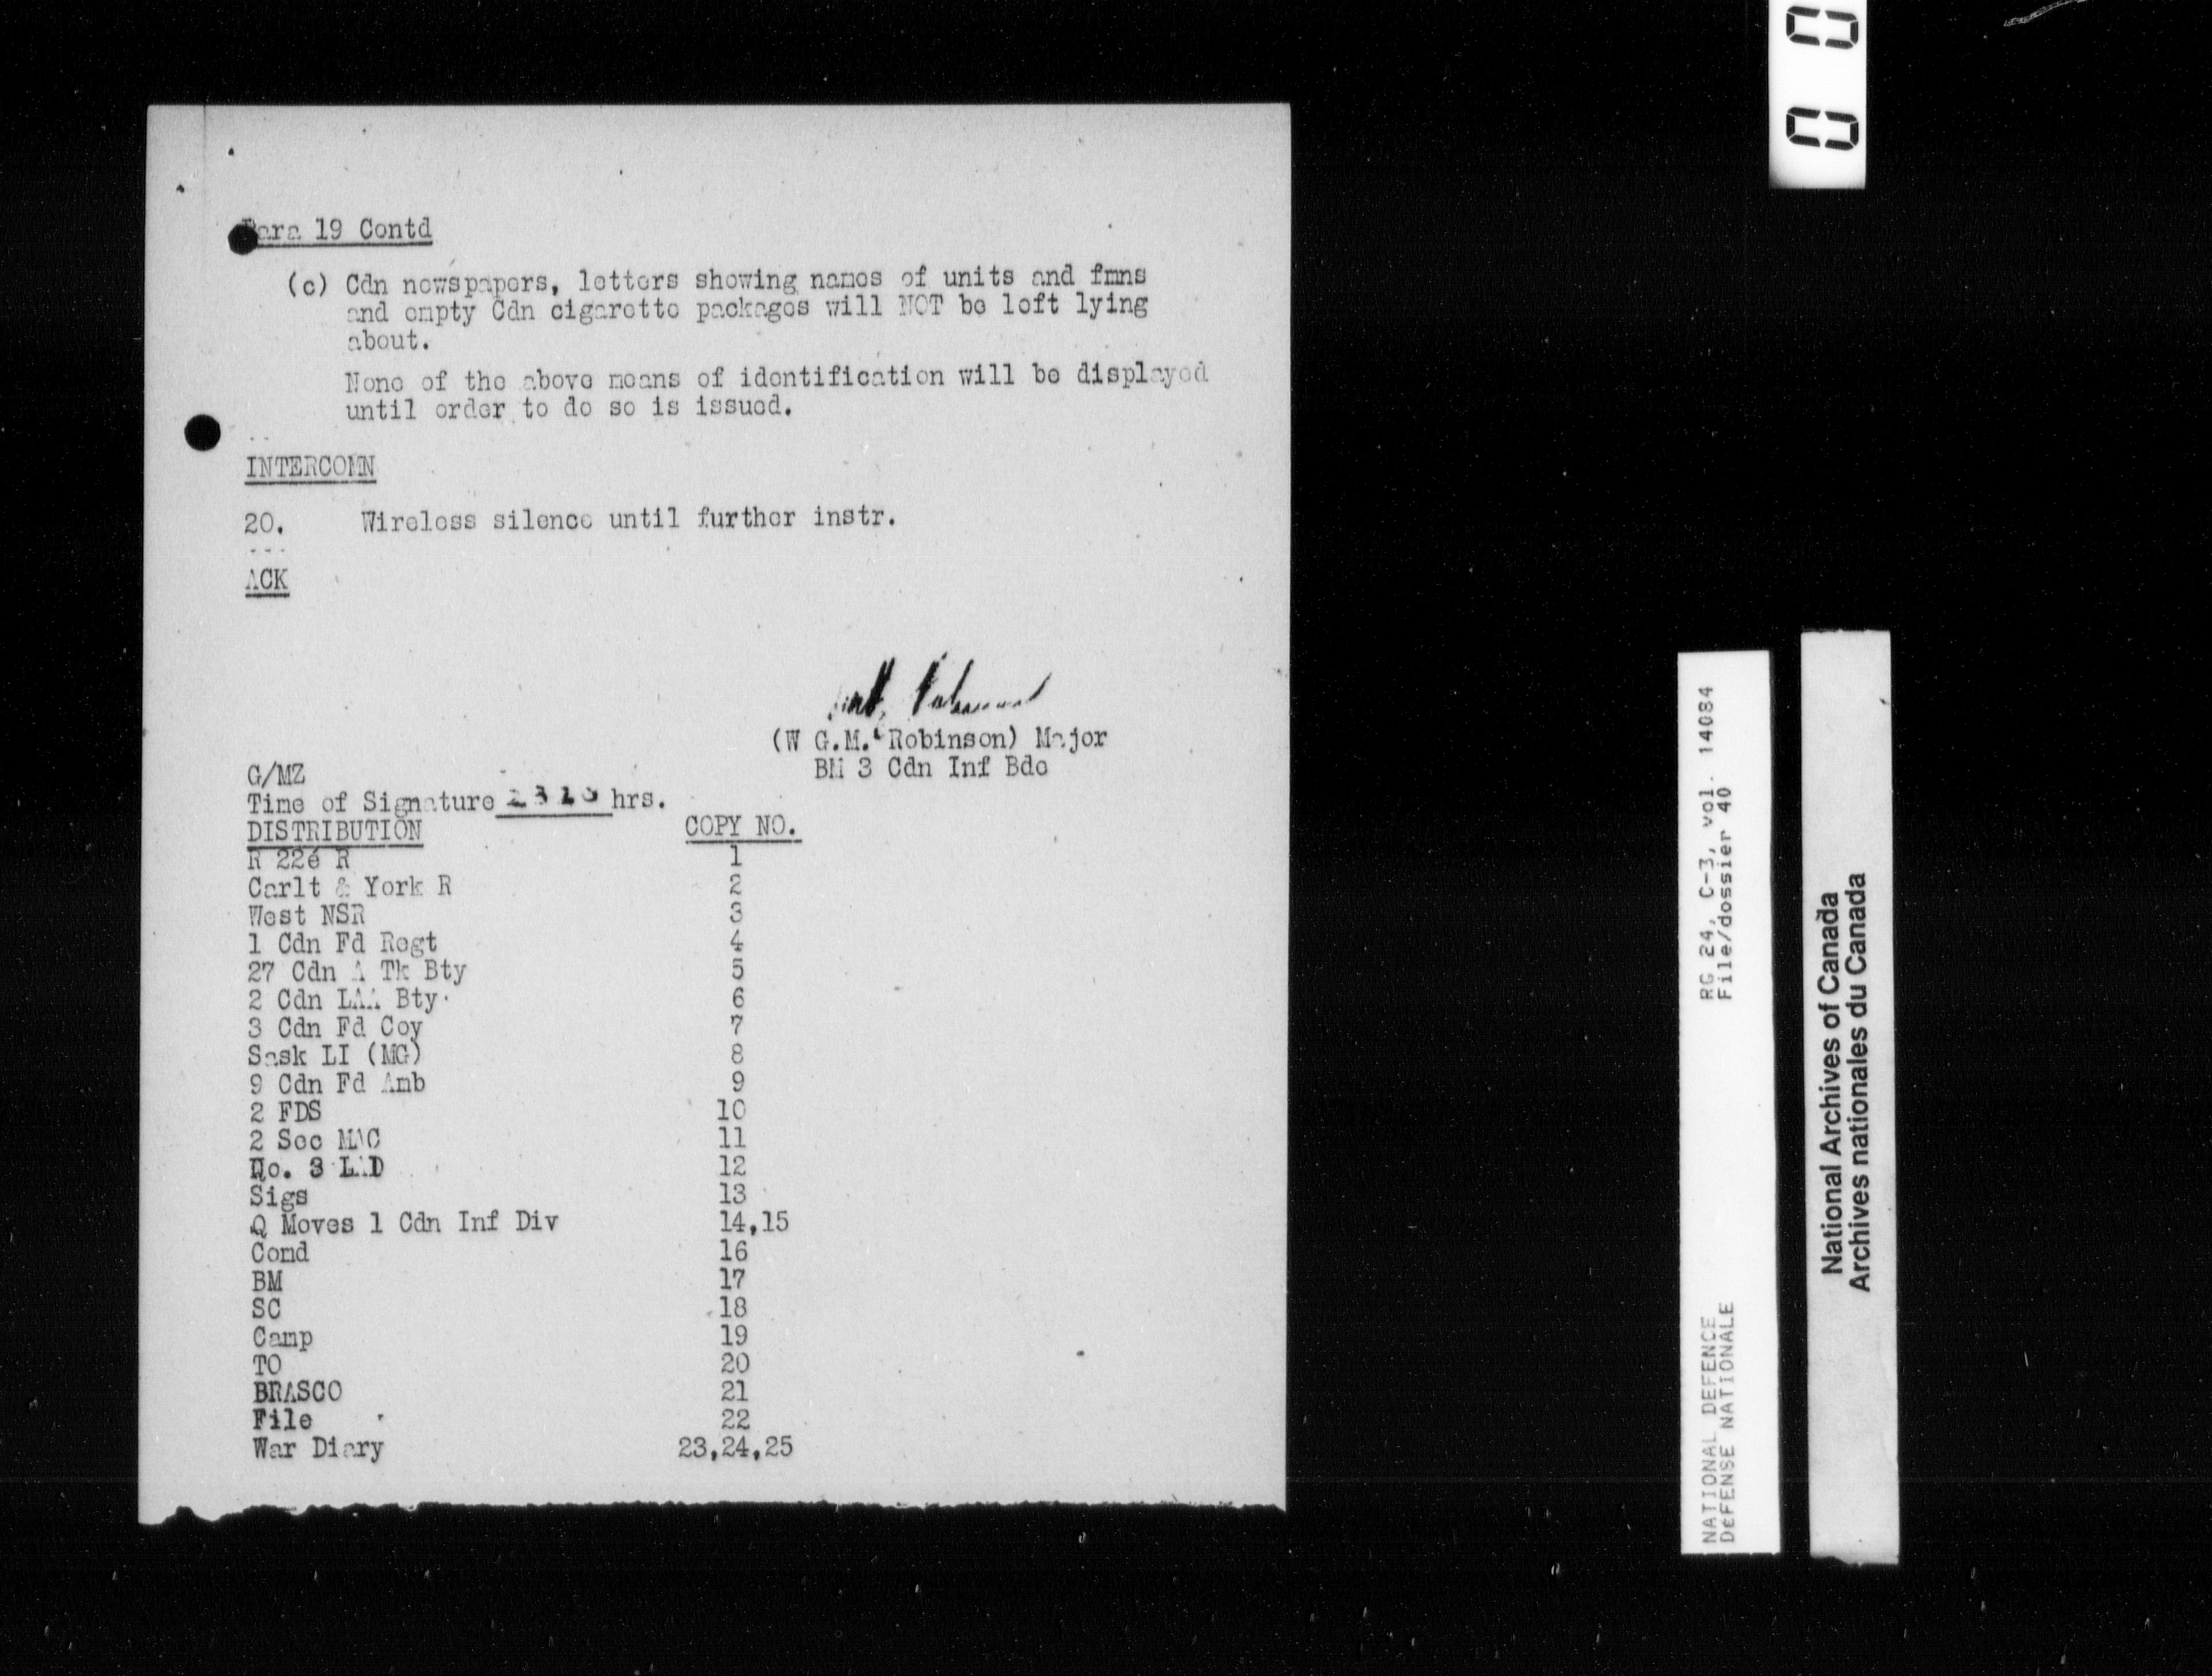 Para 19 Contd
(c) Cdn newspapers, letters showing names of units and fmns
and empty Cdn cigarette packages will NOT be left lying
about.
None of the above means of identification will be displayed
until order to do so is issued.
INTERCOMN
20. Wireless silence until further instr.
ACK
(W G.M. Robinson) Major
BM 3 Cdn Inf Bde
G/MZ
Time of Signature 2310 hrs.
DISTRIBUTION COPY NO.
R 22é R 1
Carlt & York R 2
West NSR 3
1 Cdn Fd Regt 4
27 Cdn A Tk Bty 5
2 Cdn LAA Bty 6
3 Cdn Fd Coy 7
Sask LI (MG) 8
9 Cdn Fd Amb 9
2 FDS 10
2 Sec MAC 11
No. 3 LAD 12
Sigs 13
Q Moves 1 Cdn Inf Div 14,15
Comd 16
BM 17
SC 18
Camp 19
TO 20
BRASCO 21
File 22
War Diary 23,24,25
NATIONAL DEFENCE RG 24, C-3, vol. 14084
DÉFENSE NATIONALE File/dossier 40
National Archives of Canada
Archives nationales du Canada